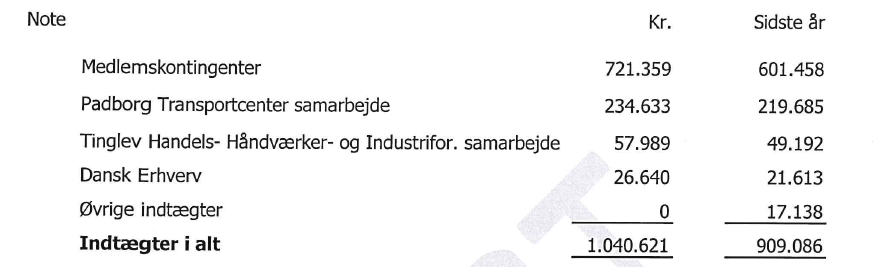 Note Kr. Sidste år
Medlemskontingenter 721.359 601.458
Padborg Transportcenter samarbejde 234.633 219.685
Tinglev Handels- Håndværker- og Industrifor. samarbejde 57.989 49.192
Dansk Erhverv 26.640 21.613
Øvrige indtægter 0 17.138
Indtægter i alt 1.040.621 909.086